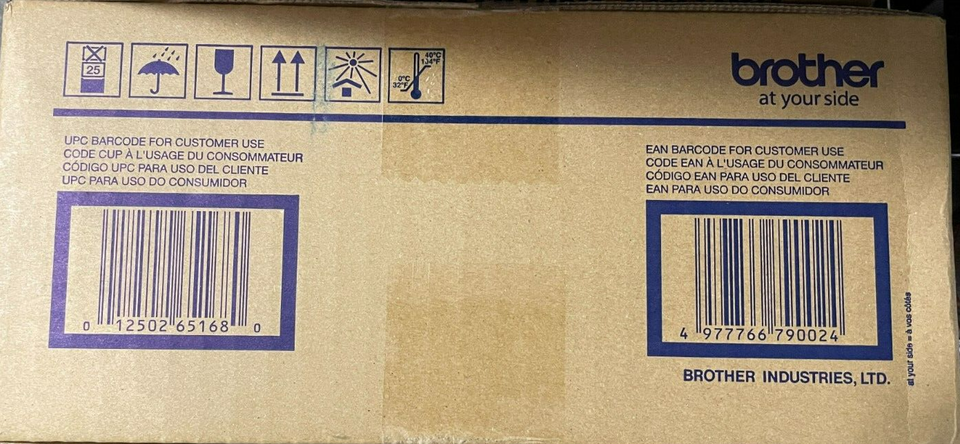 25
0°C
32°F
40°C
104°F
brother
at your side
UPC BARCODE FOR CUSTOMER USE
CODE CUP À L'USAGE DU CONSOMMATEUR
CÓDIGO UPC PARA USO DEL CLIENTE
UPC PARA USO DO CONSUMIDOR
0 12502 65168 0
EAN BARCODE FOR CUSTOMER USE
CODE EAN À L'USAGE DU CONSOMMATEUR
CÓDIGO EAN PARA USO DEL CLIENTE
EAN PARA USO DO CONSUMIDOR
4 977766 790024
at your side = à vos côtés
BROTHER INDUSTRIES, LTD.